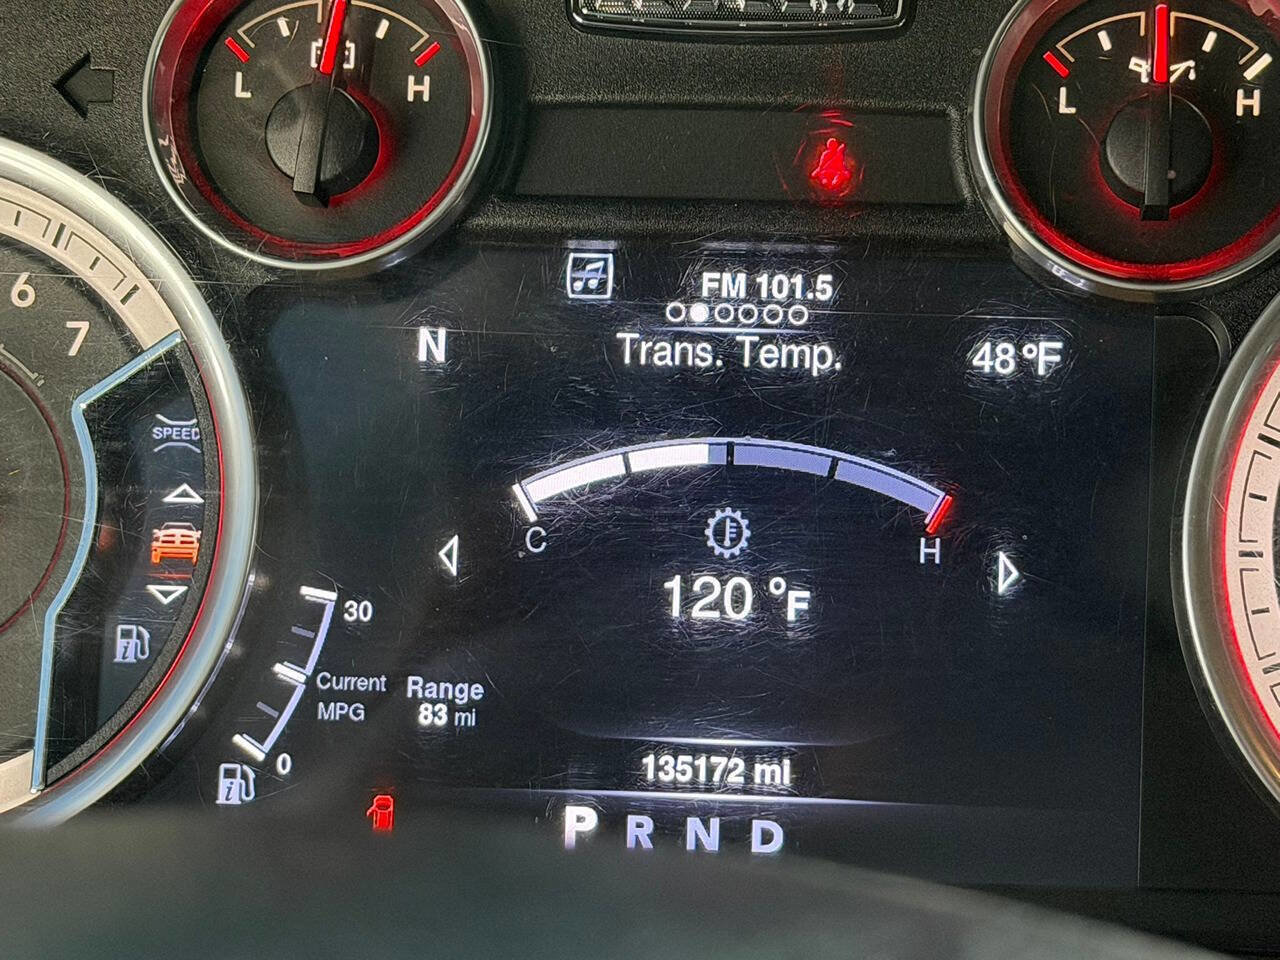 L H
L H
6
7
SPEED
FM 101.5
N
Trans. Temp.
48°F
C H
120 °F
30
Current
MPG
0
Range
83 mi
135172 mi
P R N D